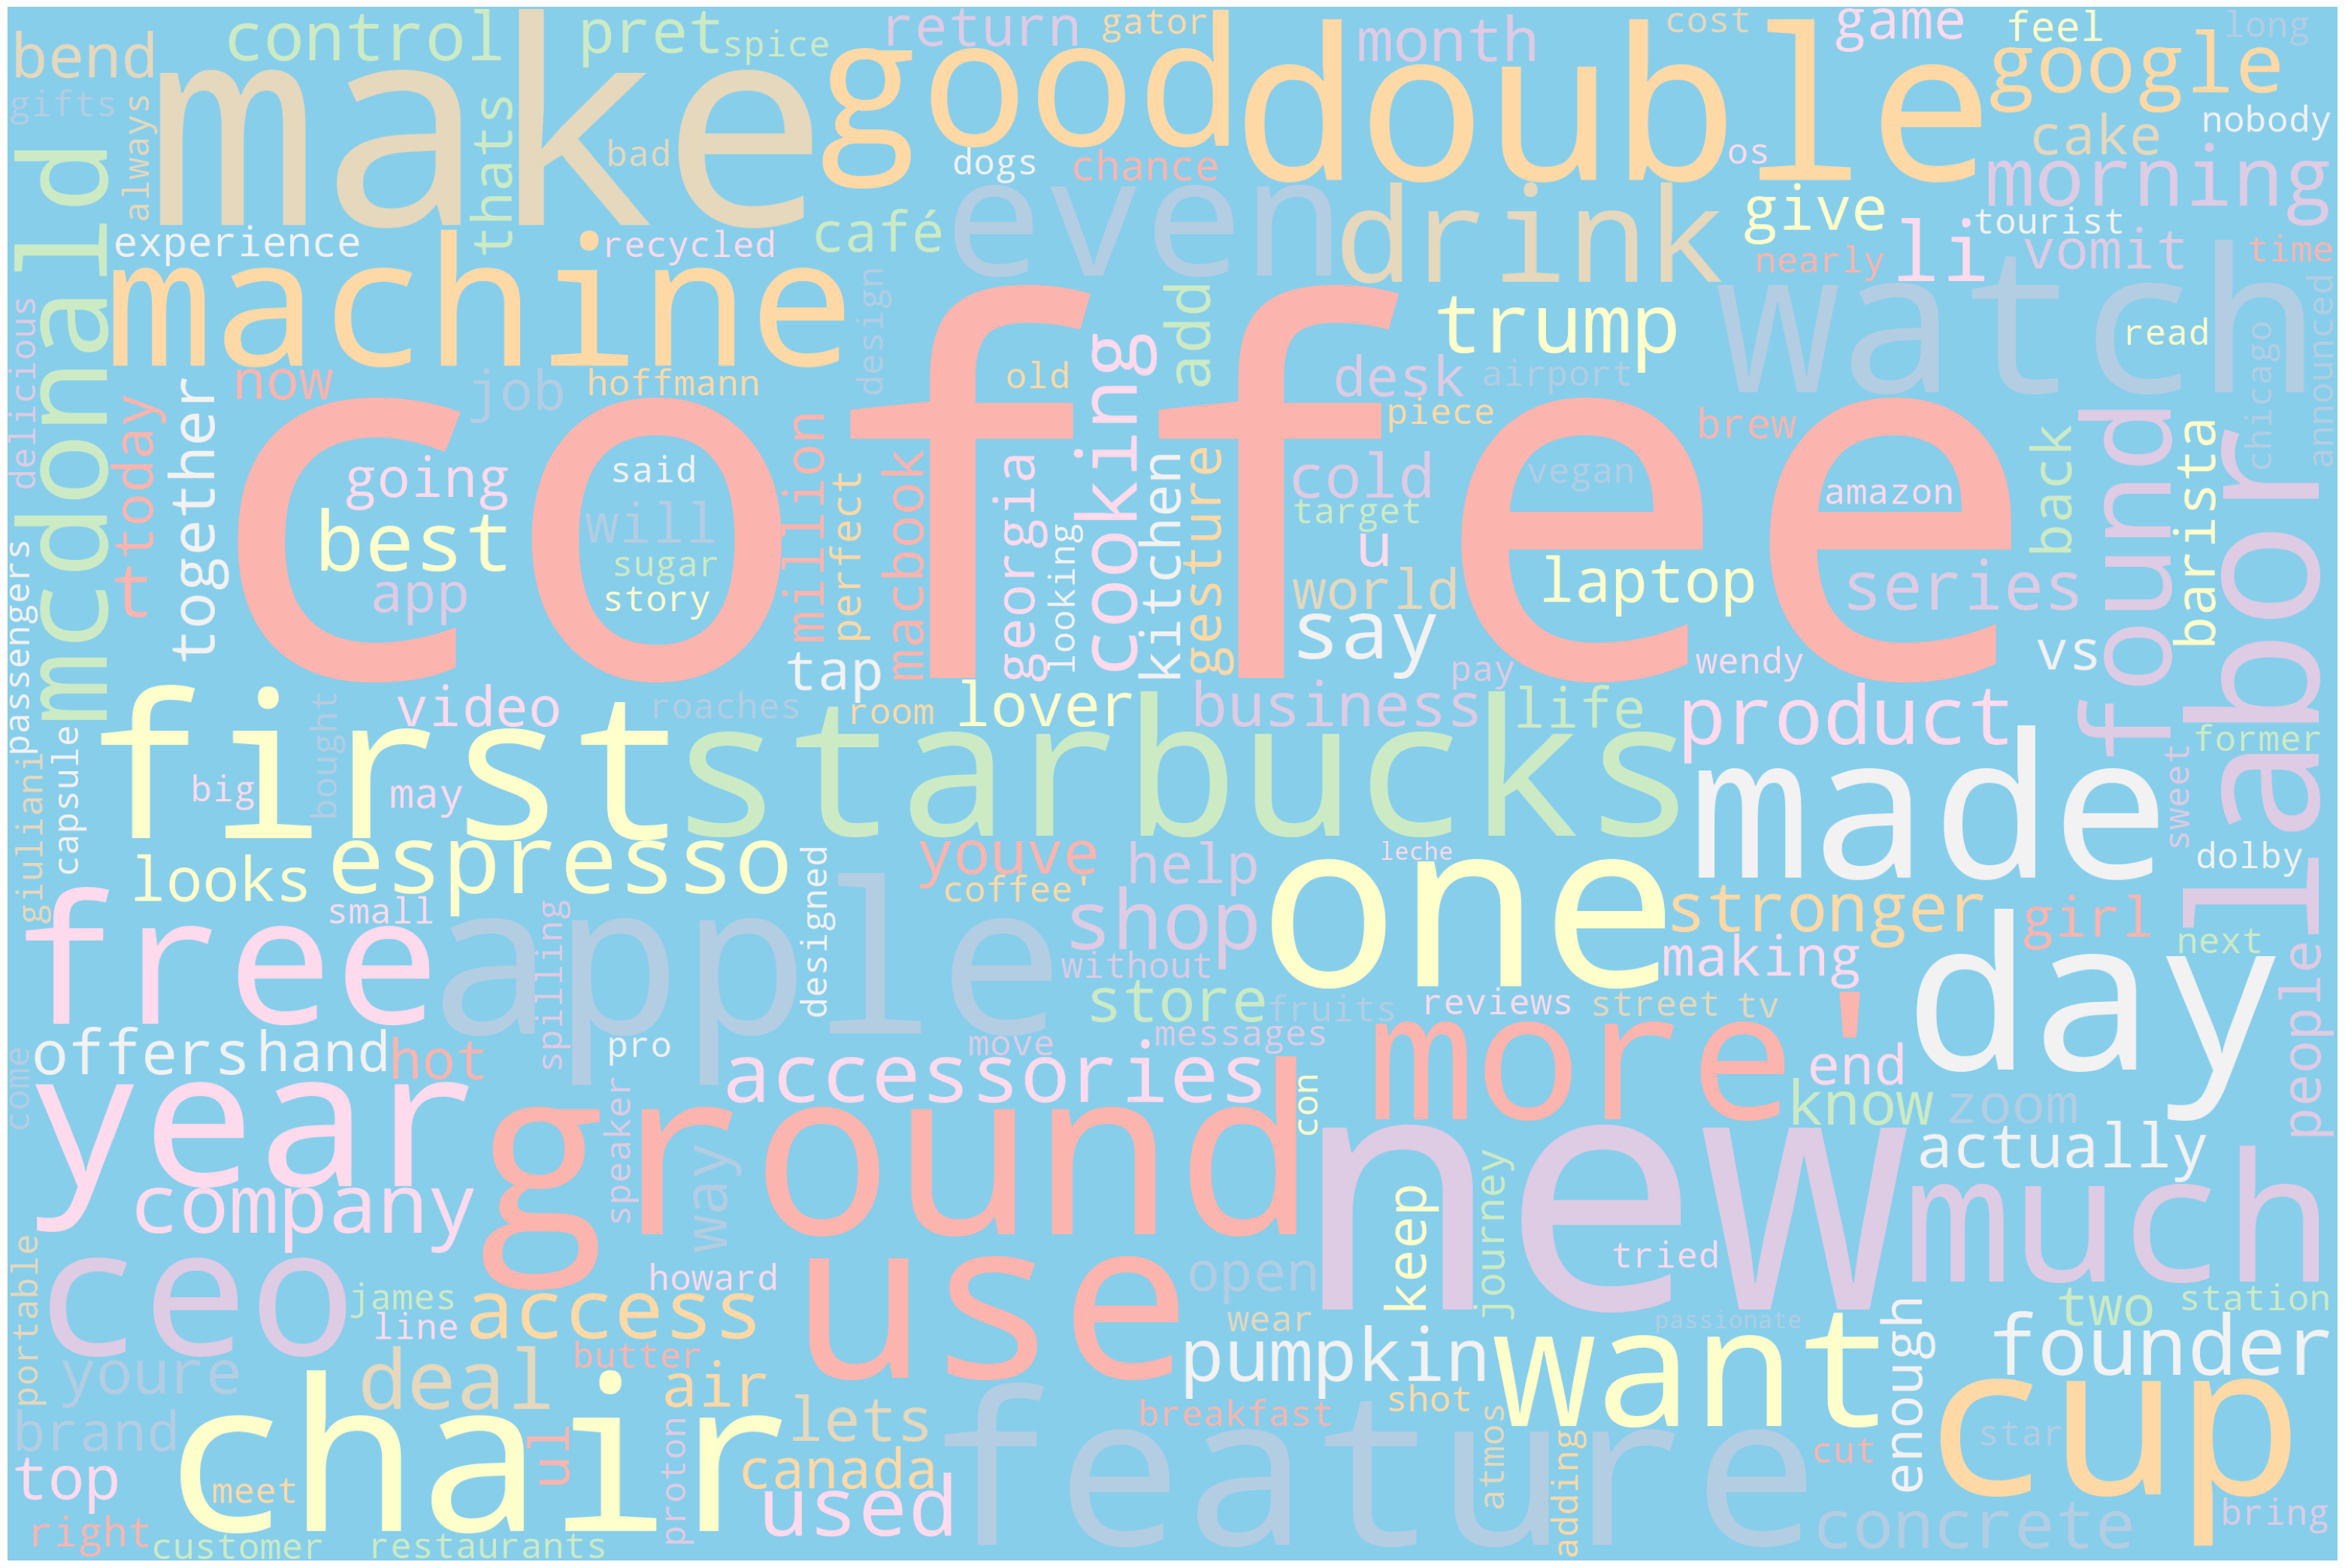 bend
control
pret
spice
return
gator
month
cost
game
feel
long
google
gifts
always
make
thats
bad
good
dogs
chance
double
os
cake
nobody
morning
mcdonald
experience
recycled
café
even
drink
give
li
tourist
vomit
time
machine
design
add
trump
nearly
watch
read
chicago
announced
delicious
ttoday
now
together
job
hoffmann
old
cooking
desk
airport
piece
brew
found
back
barista
labor
coffee
going
best
app
said
will
sugar
story
million
perfect
macbook
georgia
looking
kitchen
gesture
cold
target
u
world
say
vegan
laptop
amazon
series
vs
passengers
tap
pay
wendy
first
video
roaches
room
lover
business
life
product
former
giuliani
capsule
big
bought
may
starbucks
made
sweet
dolby
looks
espresso
youve
coffee'
help
leche
one
stronger
girl
next
people
free
small
spilling
apple
designed
shop
without
store
fruits
making
reviews
street
tv
day
offers
hand
hot
pro
move
messages
more'
end
come
year
accessories
con
know
zoom
ground
speaker
way
new
actually
company
keep
journey
much
ceo
james
line
howard
access
use
open
wear
tried
passionate
two
station
portable
youre
deal
butter
air
pumpkin
want
enough
founder
brand
chair
lets
breakfast
shot
cup
star
top
meet
ul
proton
canada
used
feature
atmos
adding
cut
concrete
bring
right
customer
restaurants